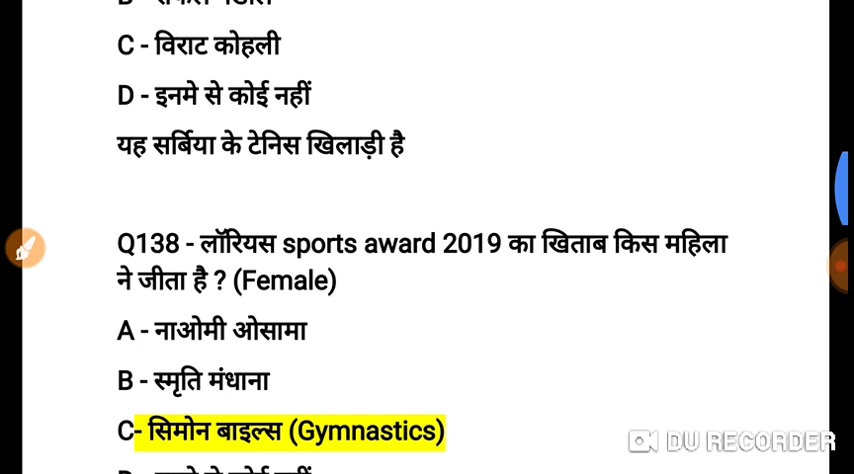 C - विराट कोहली
D - इनमे से कोई नहीं
यह सर्बिया के टेनिस खिलाड़ी है
Q138 - लॉरियस sports award 2019 का खिताब किस महिला
ने जीता है ? (Female)
A - नाओमी ओसामा
B - स्मृति मंधाना
C- सिमोन बाइल्स (Gymnastics)
DU RECORDER